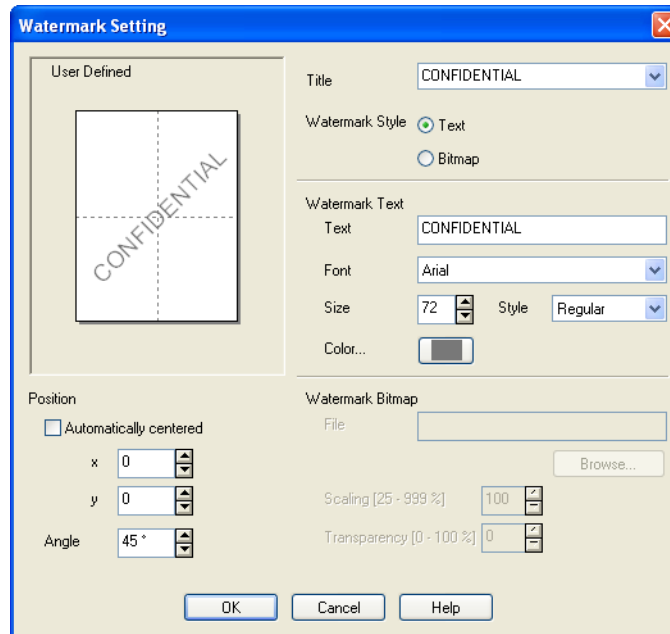 Watermark Setting
User Defined
CONFIDENTIAL
Title CONFIDENTIAL
Watermark Style Text
Bitmap
Watermark Text
Text CONFIDENTIAL
Font Arial
Size 72 Style Regular
Color...
Position
Automatically centered
x 0
y 0
Angle 45 °
Watermark Bitmap
File
Browse...
Scaling [25 - 999 %] 100
Transparency [0 - 100 %] 0
OK Cancel Help